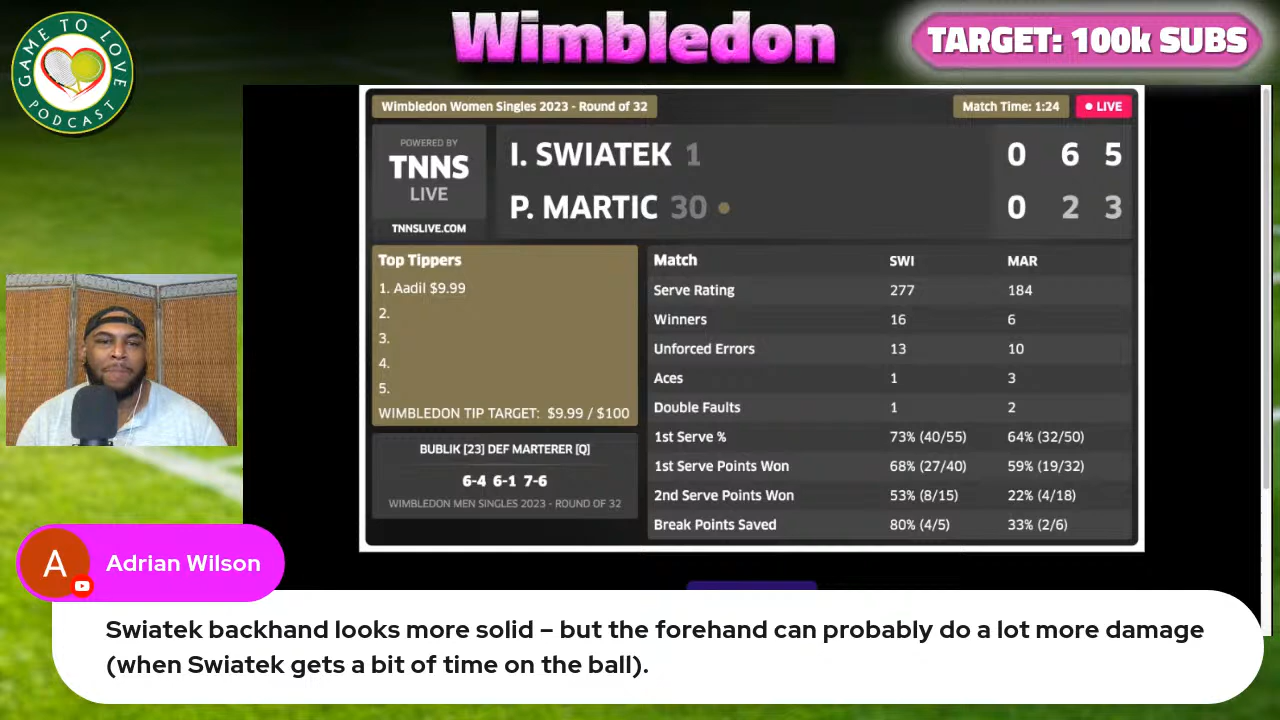 GAME TO LOVE
PODCAST
Wimbledon
TARGET: 100k SUBS
Wimbledon Women Singles 2023 - Round of 32
Match Time: 1:24
LIVE
POWERED BY
TNNS
LIVE
TNNSLIVE.COM
I. SWIATEK 1 0 6 5
P. MARTIC 30 0 2 3
Top Tippers
1. Aadil $9.99
2.
3.
4.
5.
WIMBLEDON TIP TARGET: $9.99 / $100
BUBLIK [23] DEF MARTERER [Q]
6-4 6-1 7-6
WIMBLEDON MEN SINGLES 2023 - ROUND OF 32
Match SWI MAR
Serve Rating 277 184
Winners 16 6
Unforced Errors 13 10
Aces 1 3
Double Faults 1 2
1st Serve % 73% (40/55) 64% (32/50)
1st Serve Points Won 68% (27/40) 59% (19/32)
2nd Serve Points Won 53% (8/15) 22% (4/18)
Break Points Saved 80% (4/5) 33% (2/6)
A
Adrian Wilson
Swiatek backhand looks more solid – but the forehand can probably do a lot more damage
(when Swiatek gets a bit of time on the ball).